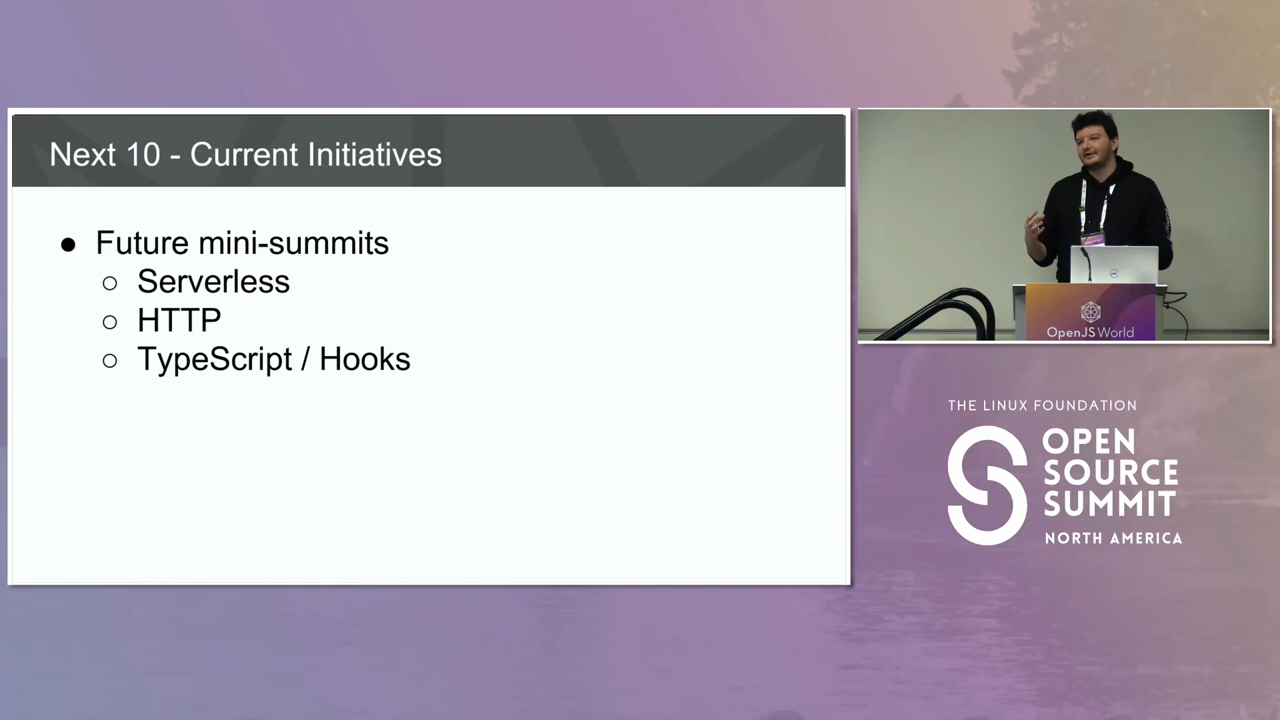 Next 10 - Current Initiatives
● Future mini-summits
○ Serverless
○ HTTP
○ TypeScript / Hooks
OpenJS World
THE LINUX FOUNDATION
OPEN
SOURCE
SUMMIT
NORTH AMERICA